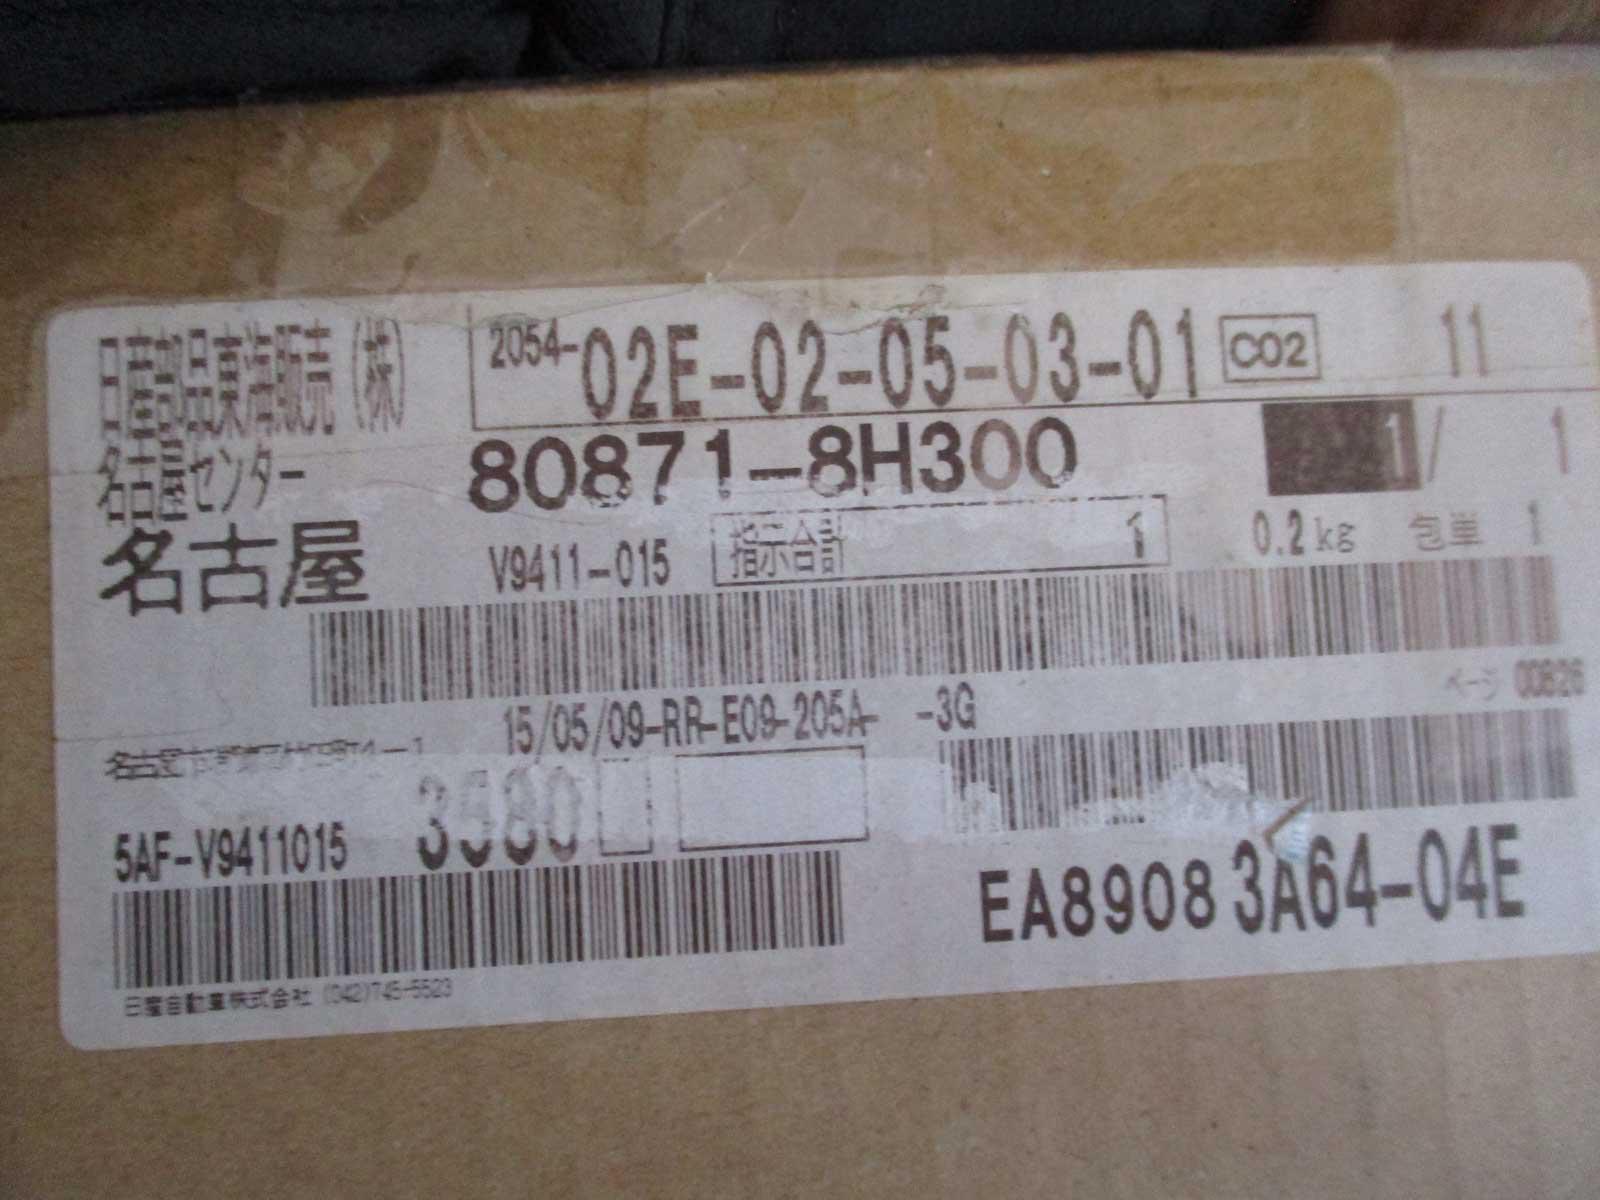 日産部品東海販売(株)
2054-02E-02-05-03-01 CO2 11
名古屋センター
80871-8H300
1/ 1
名古屋
V9411-015
指示合計 1
0.2kg 包単 1
ページ 00826
15/05/09-RR-E09-205A- -3G
3980
5AF-V9411015
EA89083A64-04E
日産自動車株式会社 (042)745-5523